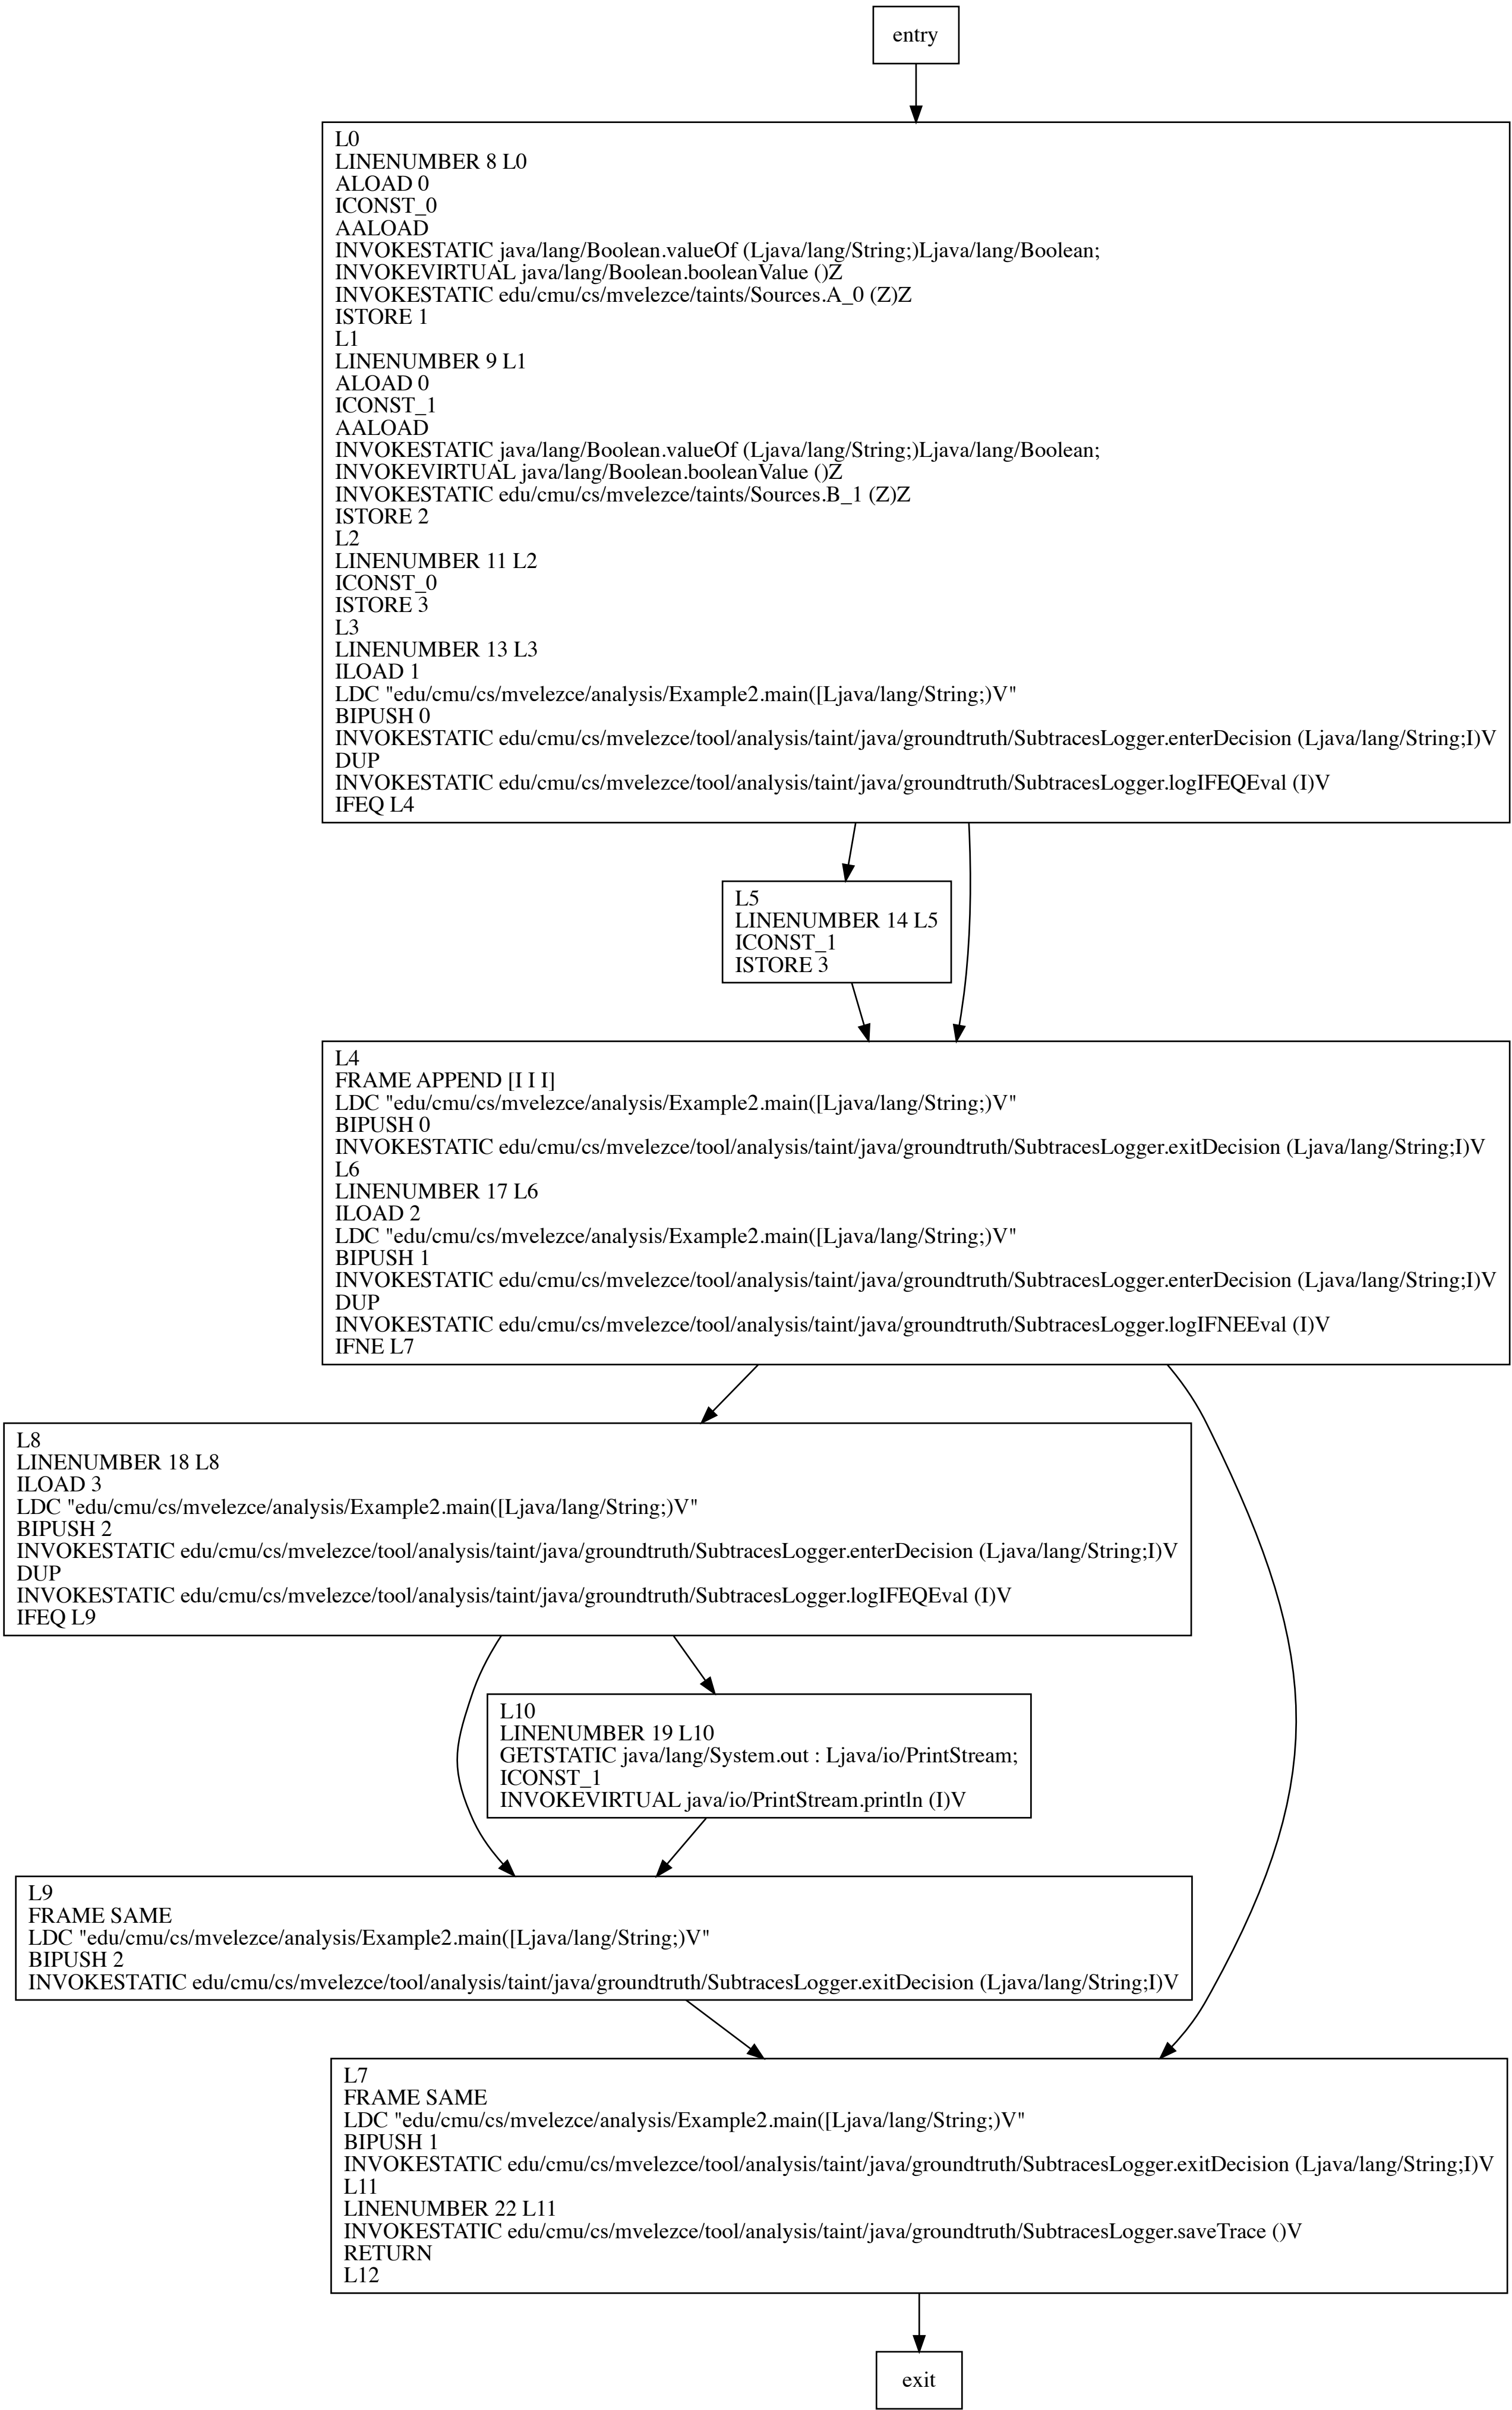 entry
L0
LINENUMBER 8 L0
ALOAD 0
ICONST_0
AALOAD
INVOKESTATIC java/lang/Boolean.valueOf (Ljava/lang/String;)Ljava/lang/Boolean;
INVOKEVIRTUAL java/lang/Boolean.booleanValue ()Z
INVOKESTATIC edu/cmu/cs/mvelezce/taints/Sources.A_0 (Z)Z
ISTORE 1
L1
LINENUMBER 9 L1
ALOAD 0
ICONST_1
AALOAD
INVOKESTATIC java/lang/Boolean.valueOf (Ljava/lang/String;)Ljava/lang/Boolean;
INVOKEVIRTUAL java/lang/Boolean.booleanValue ()Z
INVOKESTATIC edu/cmu/cs/mvelezce/taints/Sources.B_1 (Z)Z
ISTORE 2
L2
LINENUMBER 11 L2
ICONST_0
ISTORE 3
L3
LINENUMBER 13 L3
ILOAD 1
LDC "edu/cmu/cs/mvelezce/analysis/Example2.main([Ljava/lang/String;)V"
BIPUSH 0
INVOKESTATIC edu/cmu/cs/mvelezce/tool/analysis/taint/java/groundtruth/SubtracesLogger.enterDecision (Ljava/lang/String;I)V
DUP
INVOKESTATIC edu/cmu/cs/mvelezce/tool/analysis/taint/java/groundtruth/SubtracesLogger.logIFEQEval (I)V
IFEQ L4
L5
LINENUMBER 14 L5
ICONST_1
ISTORE 3
L4
FRAME APPEND [I I I]
LDC "edu/cmu/cs/mvelezce/analysis/Example2.main([Ljava/lang/String;)V"
BIPUSH 0
INVOKESTATIC edu/cmu/cs/mvelezce/tool/analysis/taint/java/groundtruth/SubtracesLogger.exitDecision (Ljava/lang/String;I)V
L6
LINENUMBER 17 L6
ILOAD 2
LDC "edu/cmu/cs/mvelezce/analysis/Example2.main([Ljava/lang/String;)V"
BIPUSH 1
INVOKESTATIC edu/cmu/cs/mvelezce/tool/analysis/taint/java/groundtruth/SubtracesLogger.enterDecision (Ljava/lang/String;I)V
DUP
INVOKESTATIC edu/cmu/cs/mvelezce/tool/analysis/taint/java/groundtruth/SubtracesLogger.logIFNEEval (I)V
IFNE L7
L8
LINENUMBER 18 L8
ILOAD 3
LDC "edu/cmu/cs/mvelezce/analysis/Example2.main([Ljava/lang/String;)V"
BIPUSH 2
INVOKESTATIC edu/cmu/cs/mvelezce/tool/analysis/taint/java/groundtruth/SubtracesLogger.enterDecision (Ljava/lang/String;I)V
DUP
INVOKESTATIC edu/cmu/cs/mvelezce/tool/analysis/taint/java/groundtruth/SubtracesLogger.logIFEQEval (I)V
IFEQ L9
L10
LINENUMBER 19 L10
GETSTATIC java/lang/System.out : Ljava/io/PrintStream;
ICONST_1
INVOKEVIRTUAL java/io/PrintStream.println (I)V
L9
FRAME SAME
LDC "edu/cmu/cs/mvelezce/analysis/Example2.main([Ljava/lang/String;)V"
BIPUSH 2
INVOKESTATIC edu/cmu/cs/mvelezce/tool/analysis/taint/java/groundtruth/SubtracesLogger.exitDecision (Ljava/lang/String;I)V
L7
FRAME SAME
LDC "edu/cmu/cs/mvelezce/analysis/Example2.main([Ljava/lang/String;)V"
BIPUSH 1
INVOKESTATIC edu/cmu/cs/mvelezce/tool/analysis/taint/java/groundtruth/SubtracesLogger.exitDecision (Ljava/lang/String;I)V
L11
LINENUMBER 22 L11
INVOKESTATIC edu/cmu/cs/mvelezce/tool/analysis/taint/java/groundtruth/SubtracesLogger.saveTrace ()V
RETURN
L12
exit